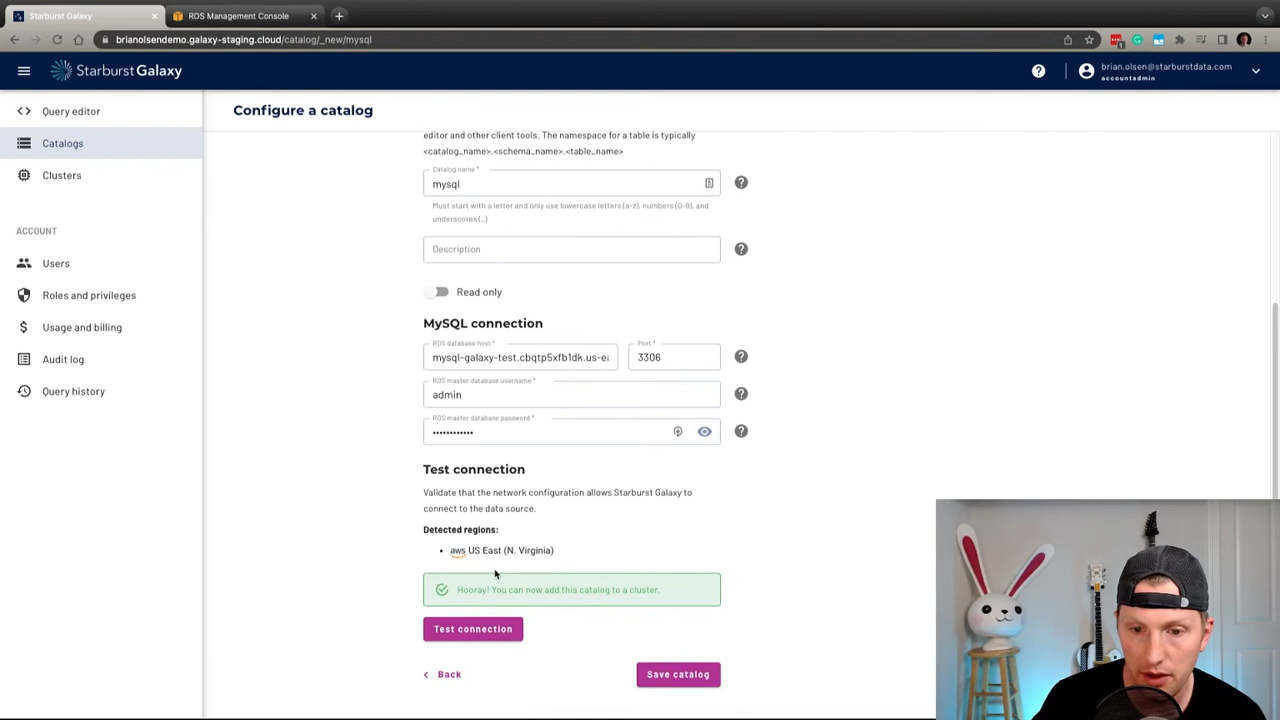 Starburst Galaxy
RDS Management Console
brianolsendemo.galaxy-staging.cloud/catalog/_new/mysql
Starburst Galaxy
brian.olsen@starburstdata.com
accountadmin
Query editor
Catalogs
Clusters
ACCOUNT
Users
Roles and privileges
Usage and billing
Audit log
Query history
Configure a catalog
editor and other client tools. The namespace for a table is typically
<catalog_name>.<schema_name>.<table_name>
Catalog name *
mysql
Must start with a letter and only use lowercase letters (a-z), numbers (0-9), and
underscores (_)
Description
Read only
MySQL connection
RDS database host *
mysql-galaxy-test.cbqtp5xfb1dk.us-ea
Port *
3306
RDS master database username *
admin
RDS master database password *
••••••••••••
Test connection
Validate that the network configuration allows Starburst Galaxy to
connect to the data source.
Detected regions:
• aws US East (N. Virginia)
Hooray! You can now add this catalog to a cluster.
Test connection
Back
Save catalog